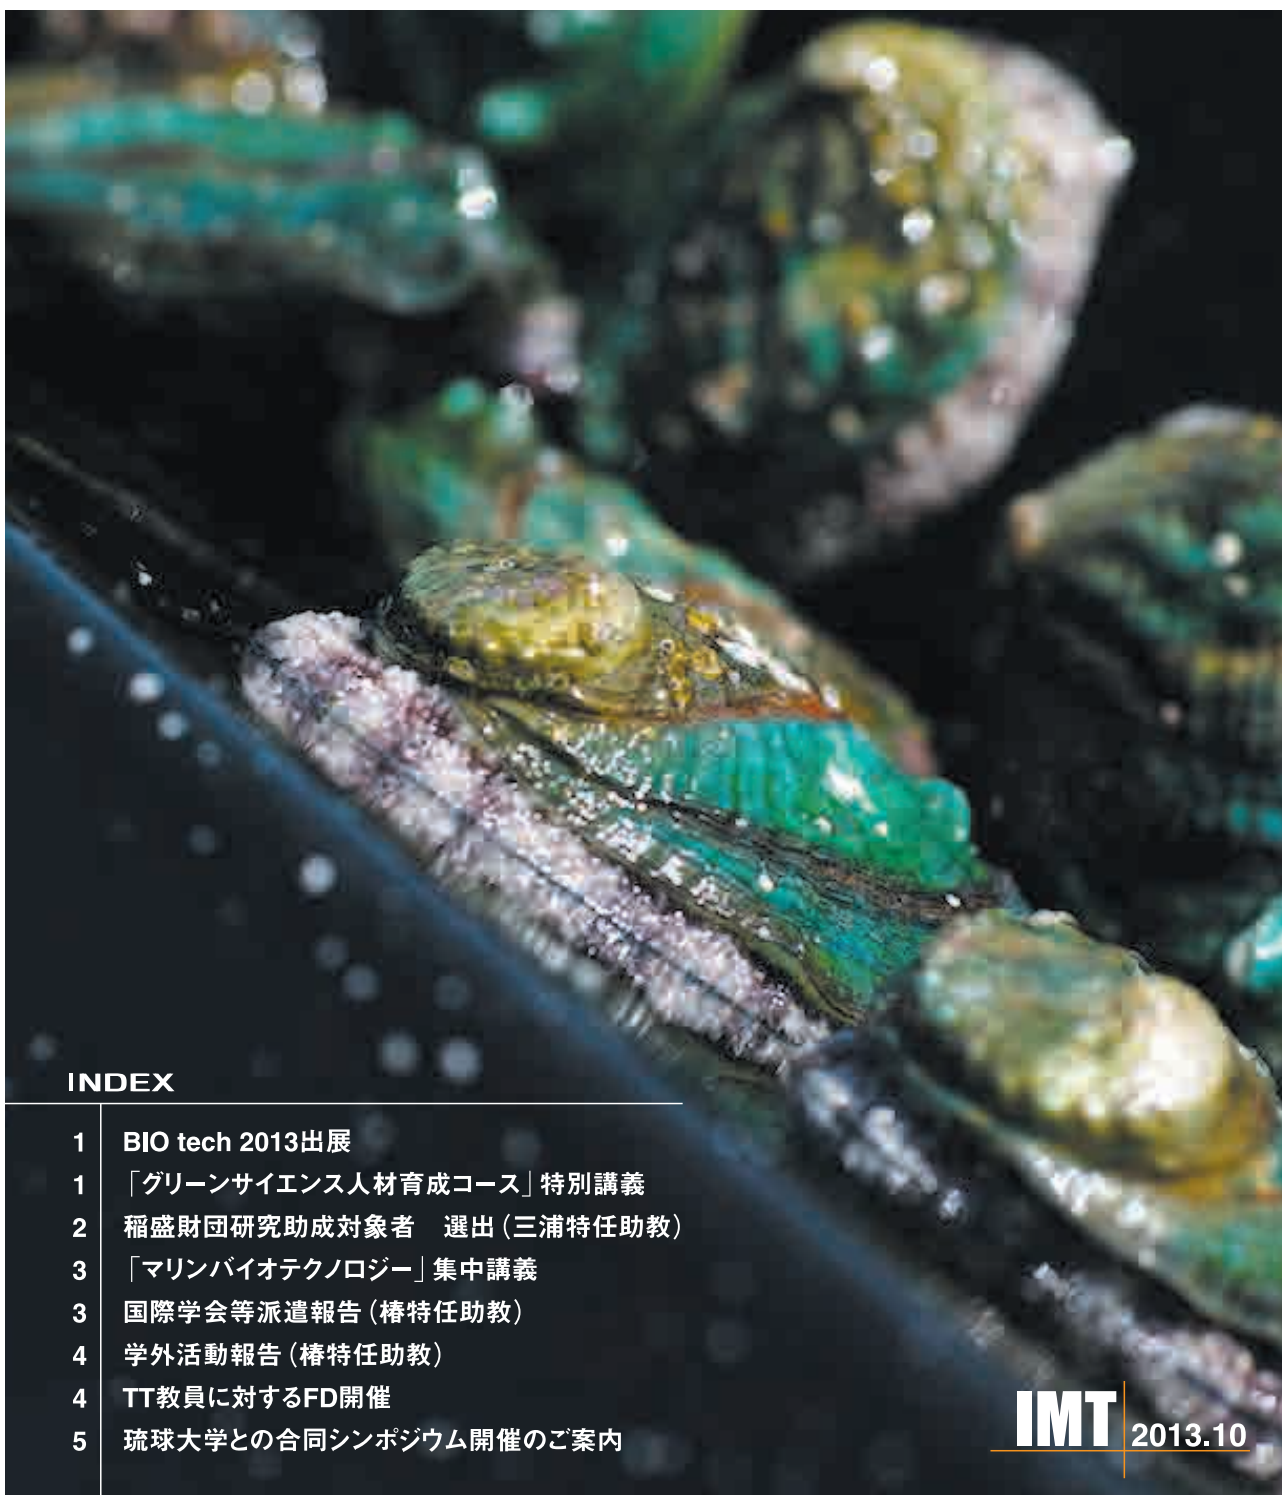 INDEX
1 BIO tech 2013出展
1 「グリーンサイエンス人材育成コース」特別講義
2 稲盛財団研究助成対象者　選出（三浦特任助教）
3 「マリンバイオテクノロジー」集中講義
3 国際学会等派遣報告（椿特任助教）
4 学外活動報告（椿特任助教）
4 TT教員に対するFD開催
5 琉球大学との合同シンポジウム開催のご案内
IMT 2013.10